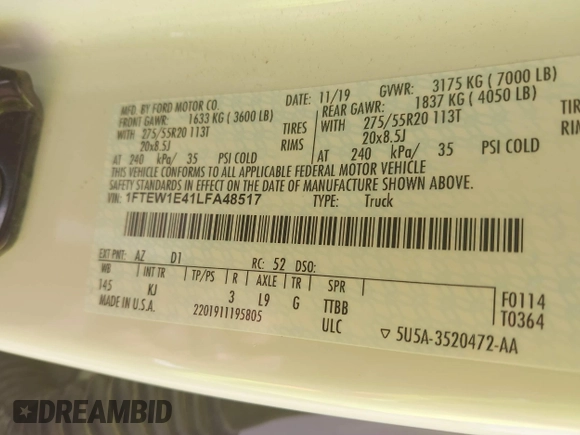 MFD. BY FORD MOTOR CO.
DATE: 11/19 GVWR: 3175 KG ( 7000 LB)
FRONT GAWR: 1633 KG ( 3600 LB)
REAR GAWR: 1837 KG ( 4050 LB)
WITH 275/55R20 113T TIRES
WITH 275/55R20 113T TIRE
20x8.5J RIMS
20x8.5J RIM
AT 240 kPa/ 35 PSI COLD
AT 240 kPa/ 35 PSI COLD
THIS VEHICLE CONFORMS TO ALL APPLICABLE FEDERAL MOTOR VEHICLE
SAFETY STANDARDS IN EFFECT ON THE DATE OF MANUFACTURE SHOWN ABOVE.
VIN: 1FTEW1E41LFA48517 TYPE: Truck
EXT PNT: AZ D1 RC: 52 DSO:
WB INT TR TP/PS R AXLE TR SPR
145 KJ 3 L9 G TTBB F0114
MADE IN U.S.A. 2201911195805 ULC T0364
▽ 5U5A-3520472-AA
DREAMBID